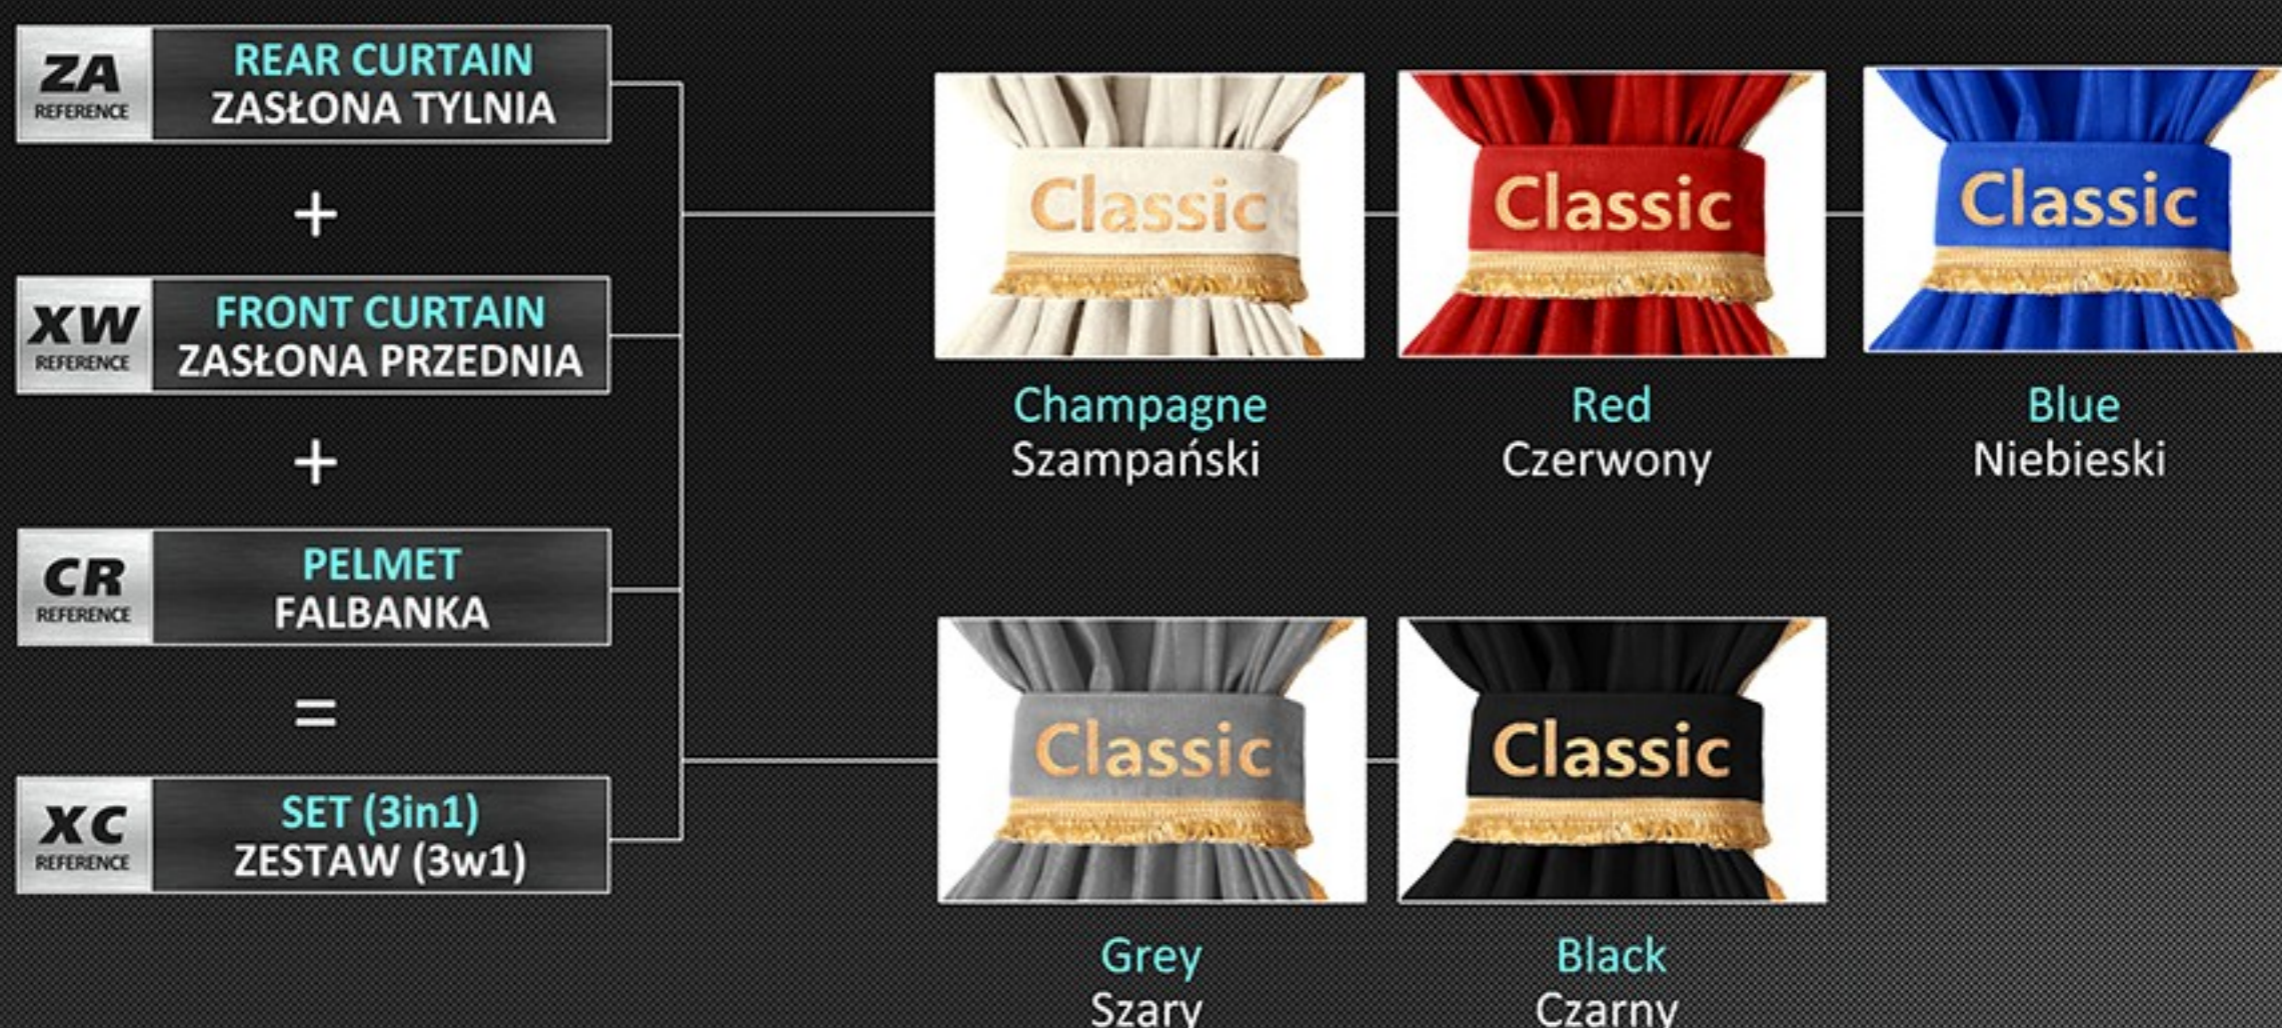 ZA
REFERENCE
REAR CURTAIN
ZASŁONA TYLNIA
+
XW
REFERENCE
FRONT CURTAIN
ZASŁONA PRZEDNIA
+
CR
REFERENCE
PELMET
FALBANKA
=
XC
REFERENCE
SET (3in1)
ZESTAW (3w1)
Classic
Champagne
Szampański
Classic
Red
Czerwony
Classic
Blue
Niebieski
Classic
Grey
Szary
Classic
Black
Czarny